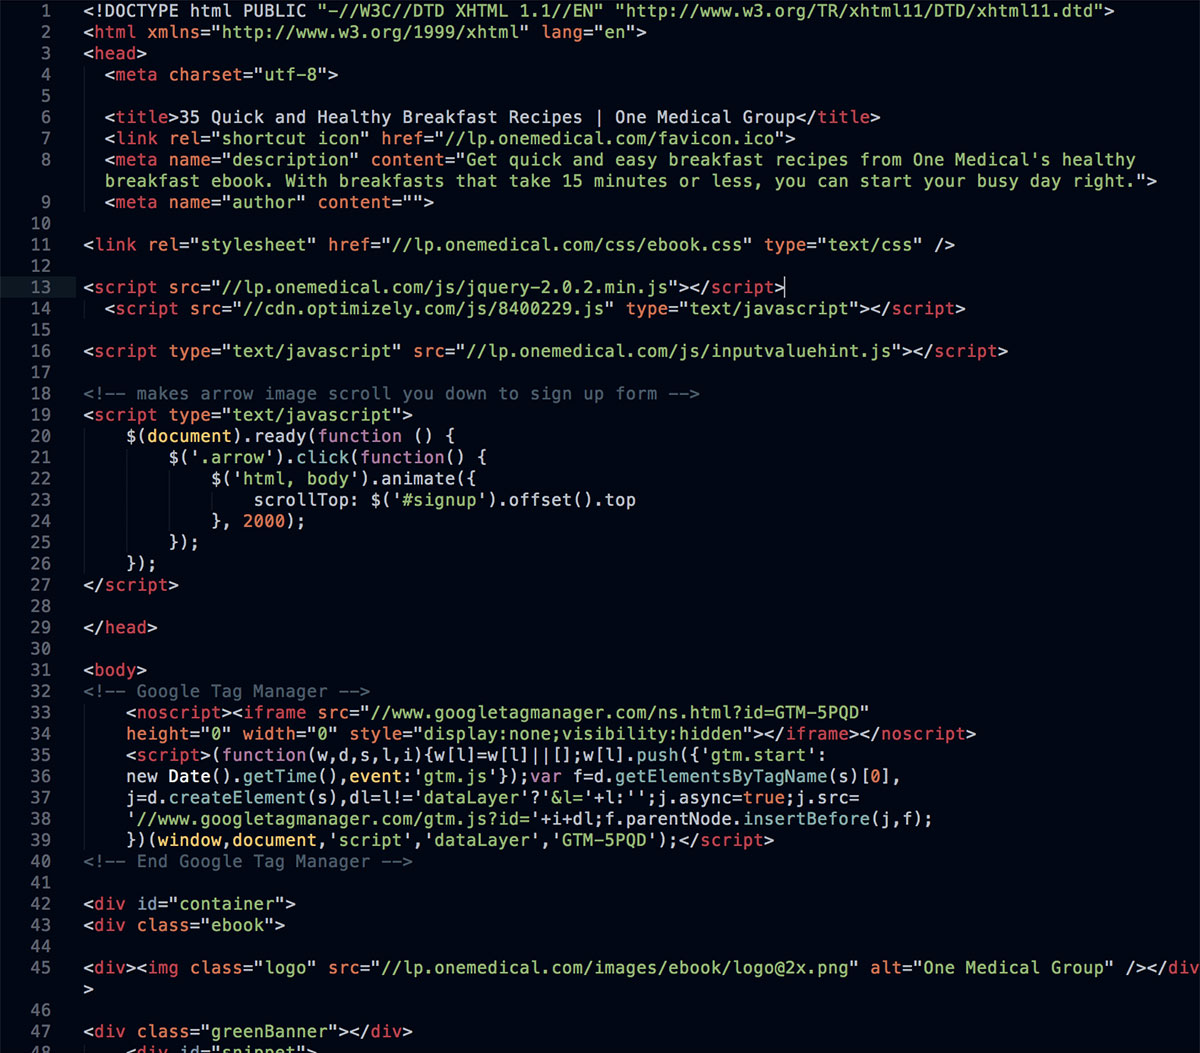 1 <!DOCTYPE html PUBLIC "-//W3C//DTD XHTML 1.1//EN" "http://www.w3.org/TR/xhtml11/DTD/xhtml11.dtd">
2 <html xmlns="http://www.w3.org/1999/xhtml" lang="en">
3 <head>
4   <meta charset="utf-8">
5
6   <title>35 Quick and Healthy Breakfast Recipes | One Medical Group</title>
7   <link rel="shortcut icon" href="//lp.onemedical.com/favicon.ico">
8   <meta name="description" content="Get quick and easy breakfast recipes from One Medical's healthy
  breakfast ebook. With breakfasts that take 15 minutes or less, you can start your busy day right.">
9   <meta name="author" content="">
10
11 <link rel="stylesheet" href="//lp.onemedical.com/css/ebook.css" type="text/css" />
12
13 <script src="//lp.onemedical.com/js/jquery-2.0.2.min.js"></script>
14   <script src="//cdn.optimizely.com/js/8400229.js" type="text/javascript"></script>
15
16 <script type="text/javascript" src="//lp.onemedical.com/js/inputvaluehint.js"></script>
17
18 <!-- makes arrow image scroll you down to sign up form -->
19 <script type="text/javascript">
20     $(document).ready(function () {
21         $('.arrow').click(function() {
22             $('html, body').animate({
23                 scrollTop: $('#signup').offset().top
24             }, 2000);
25         });
26     });
27 </script>
28
29 </head>
30
31 <body>
32 <!-- Google Tag Manager -->
33     <noscript><iframe src="//www.googletagmanager.com/ns.html?id=GTM-5PQD"
34     height="0" width="0" style="display:none;visibility:hidden"></iframe></noscript>
35     <script>(function(w,d,s,l,i){w[l]=w[l]||[];w[l].push({'gtm.start':
36     new Date().getTime(),event:'gtm.js'});var f=d.getElementsByTagName(s)[0],
37     j=d.createElement(s),dl=l!='dataLayer'?'&l='+l:'';j.async=true;j.src=
38     '//www.googletagmanager.com/gtm.js?id='+i+dl;f.parentNode.insertBefore(j,f);
39     })(window,document,'script','dataLayer','GTM-5PQD');</script>
40 <!-- End Google Tag Manager -->
41
42 <div id="container">
43 <div class="ebook">
44
45 <div><img class="logo" src="//lp.onemedical.com/images/ebook/logo@2x.png" alt="One Medical Group" /></div
>
46
47 <div class="greenBanner"></div>
48     <div id="snippet">